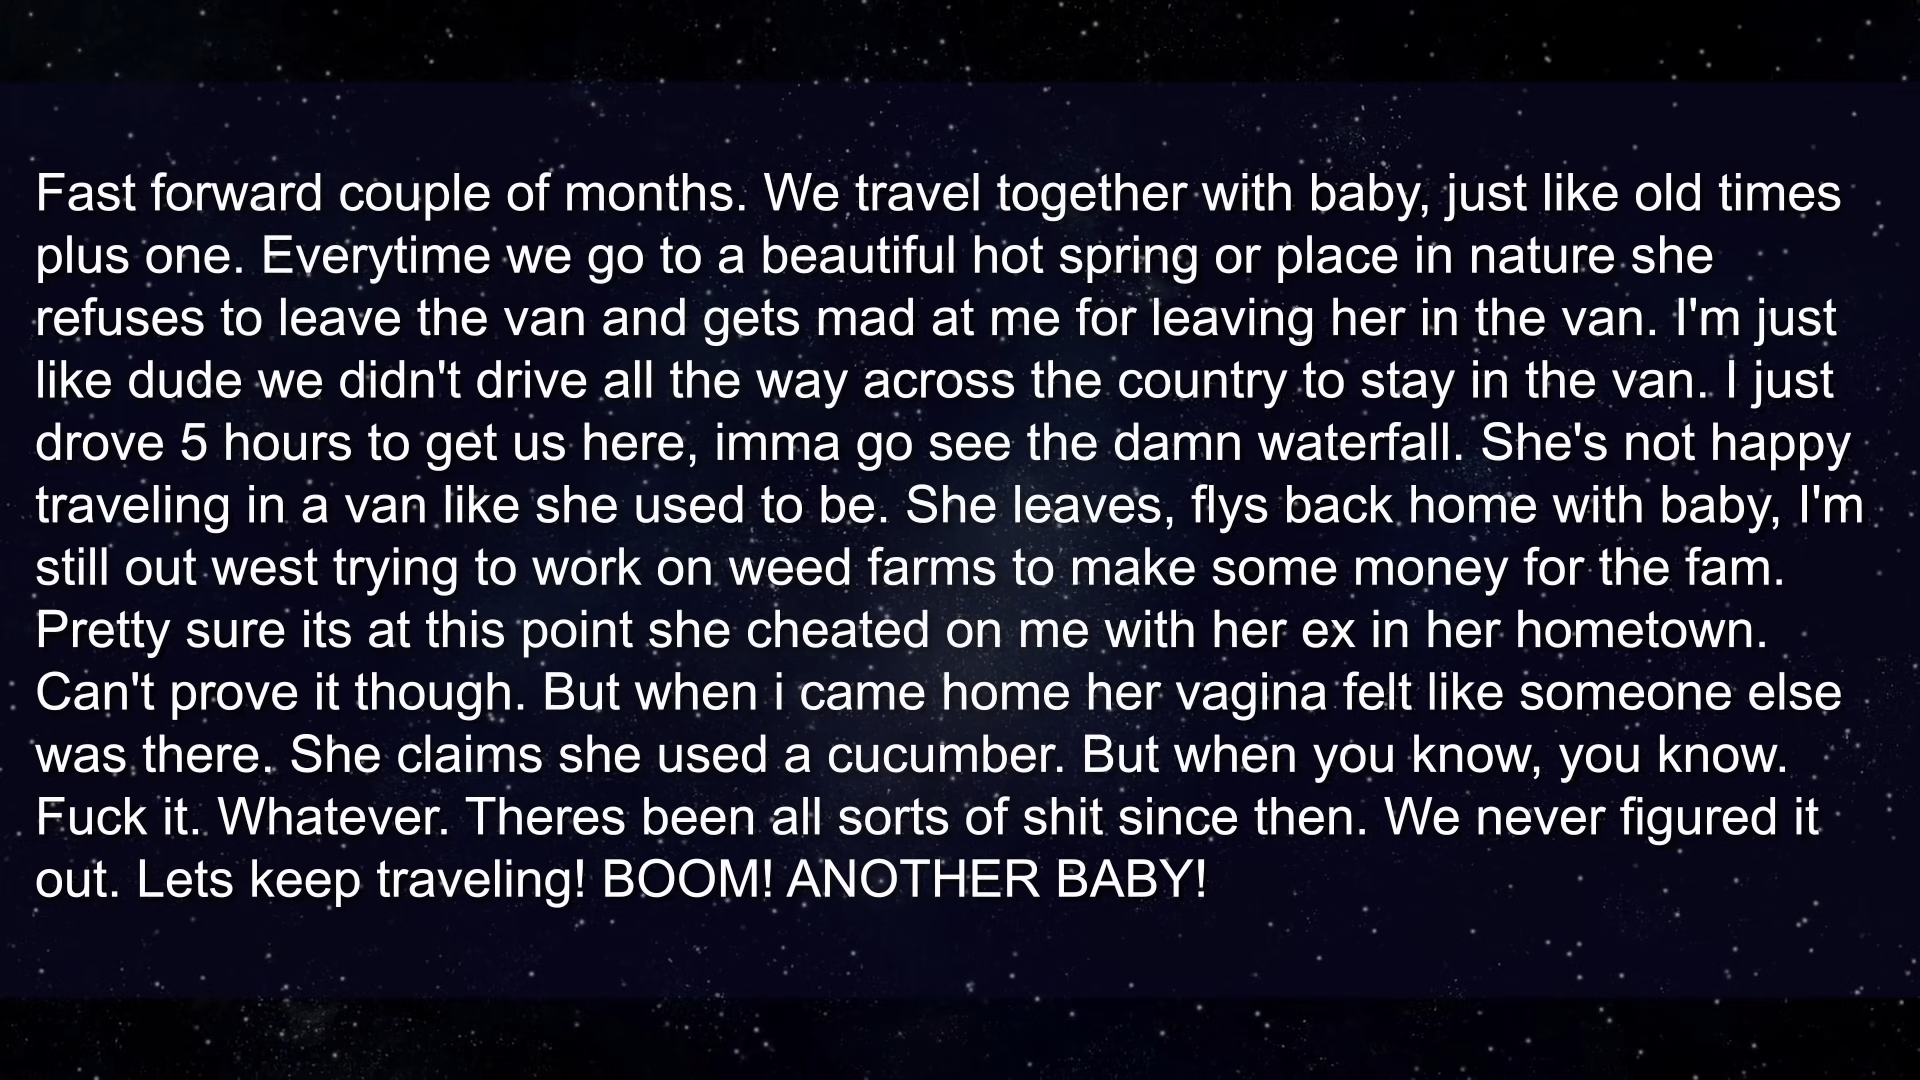 Fast forward couple of months. We travel together with baby, just like old times
plus one. Everytime we go to a beautiful hot spring or place in nature she
refuses to leave the van and gets mad at me for leaving her in the van. I'm just
like dude we didn't drive all the way across the country to stay in the van. I just
drove 5 hours to get us here, imma go see the damn waterfall. She's not happy
traveling in a van like she used to be. She leaves, flys back home with baby, I'm
still out west trying to work on weed farms to make some money for the fam.
Pretty sure its at this point she cheated on me with her ex in her hometown.
Can't prove it though. But when i came home her vagina felt like someone else
was there. She claims she used a cucumber. But when you know, you know.
Fuck it. Whatever. Theres been all sorts of shit since then. We never figured it
out. Lets keep traveling! BOOM! ANOTHER BABY!